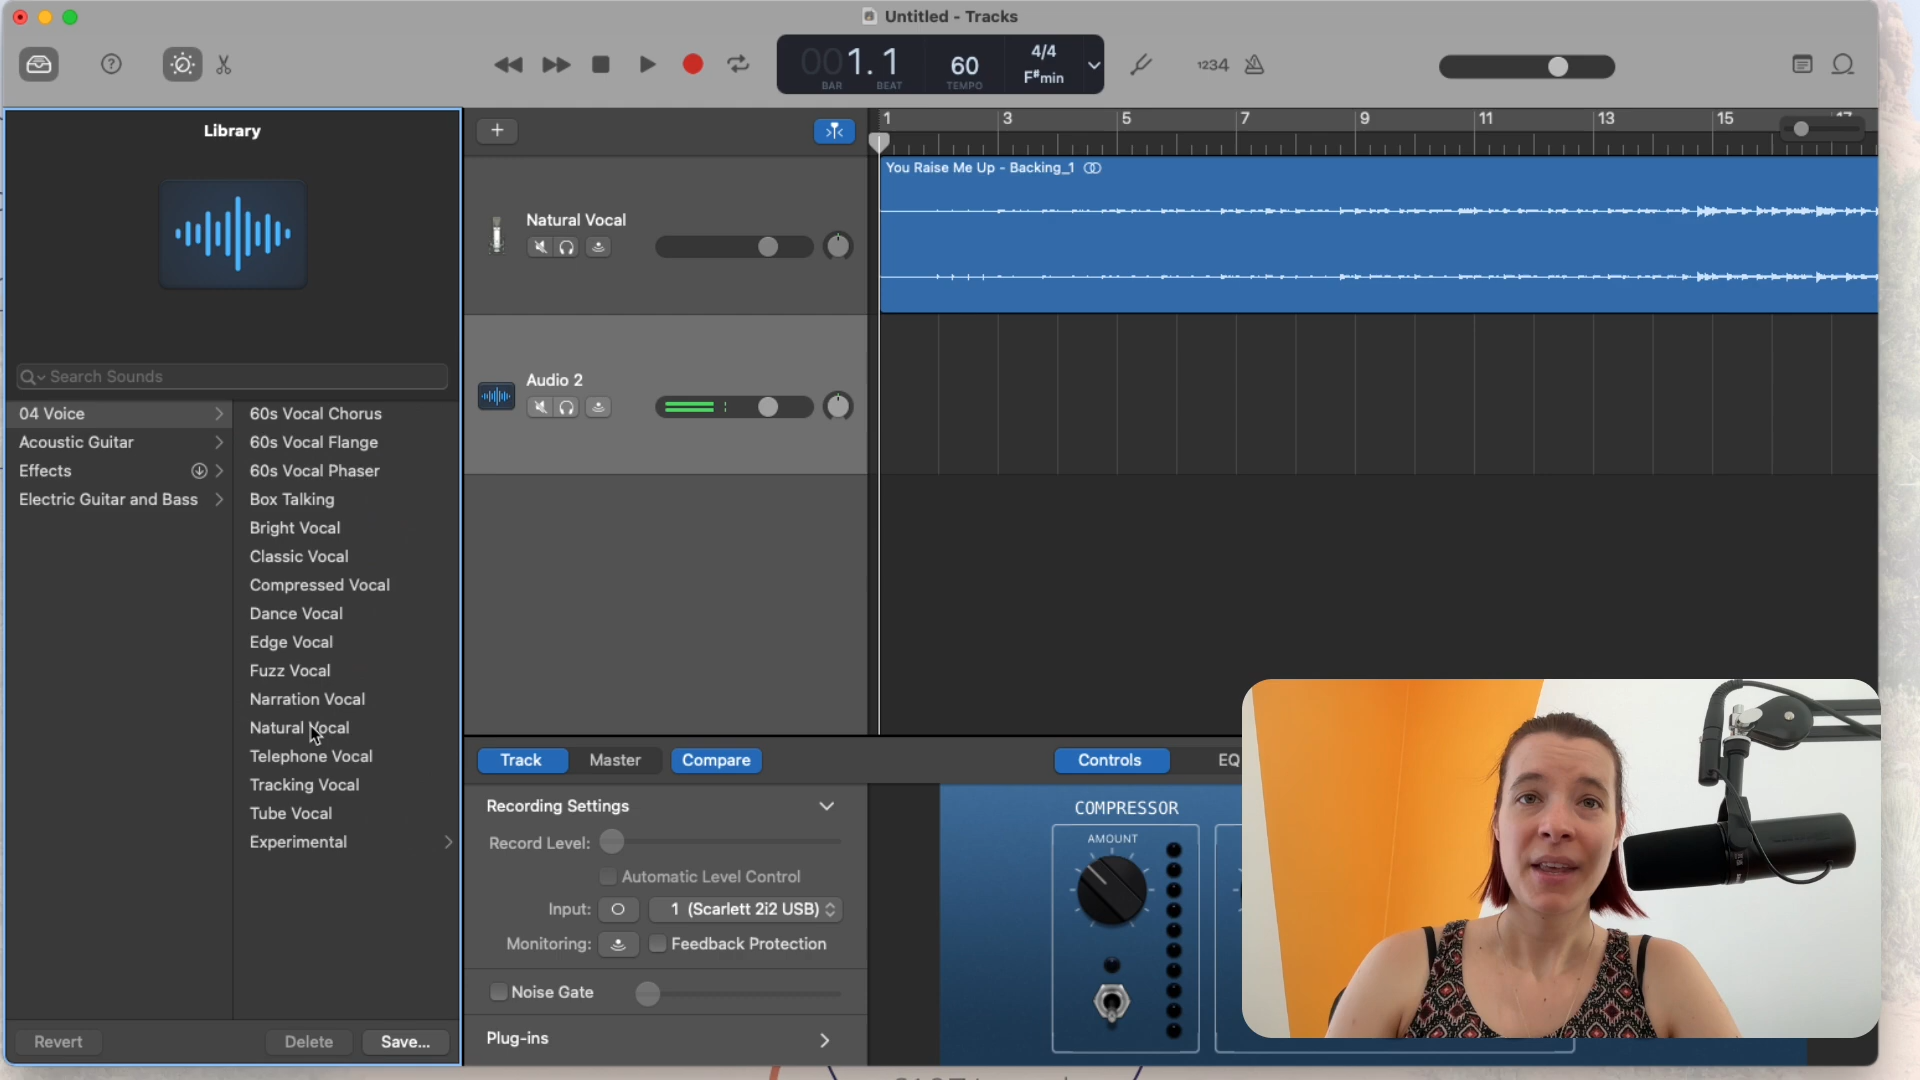 Untitled - Tracks
001.1
BAR
BEAT
60
TEMPO
4/4
F#min
1234
Library
Search Sounds
04 Voice
Acoustic Guitar
Effects
Electric Guitar and Bass
60s Vocal Chorus
60s Vocal Flange
60s Vocal Phaser
Box Talking
Bright Vocal
Classic Vocal
Compressed Vocal
Dance Vocal
Edge Vocal
Fuzz Vocal
Narration Vocal
Natural Vocal
Telephone Vocal
Tracking Vocal
Tube Vocal
Experimental
Revert
Delete
Save...
1 3 5 7 9 11 13 15 17
You Raise Me Up - Backing_1
Natural Vocal
Audio 2
Track
Master
Compare
Controls
EQ
Recording Settings
Record Level:
Automatic Level Control
Input:
1 (Scarlett 2i2 USB)
Monitoring:
Feedback Protection
Noise Gate
Plug-ins
COMPRESSOR
AMOUNT